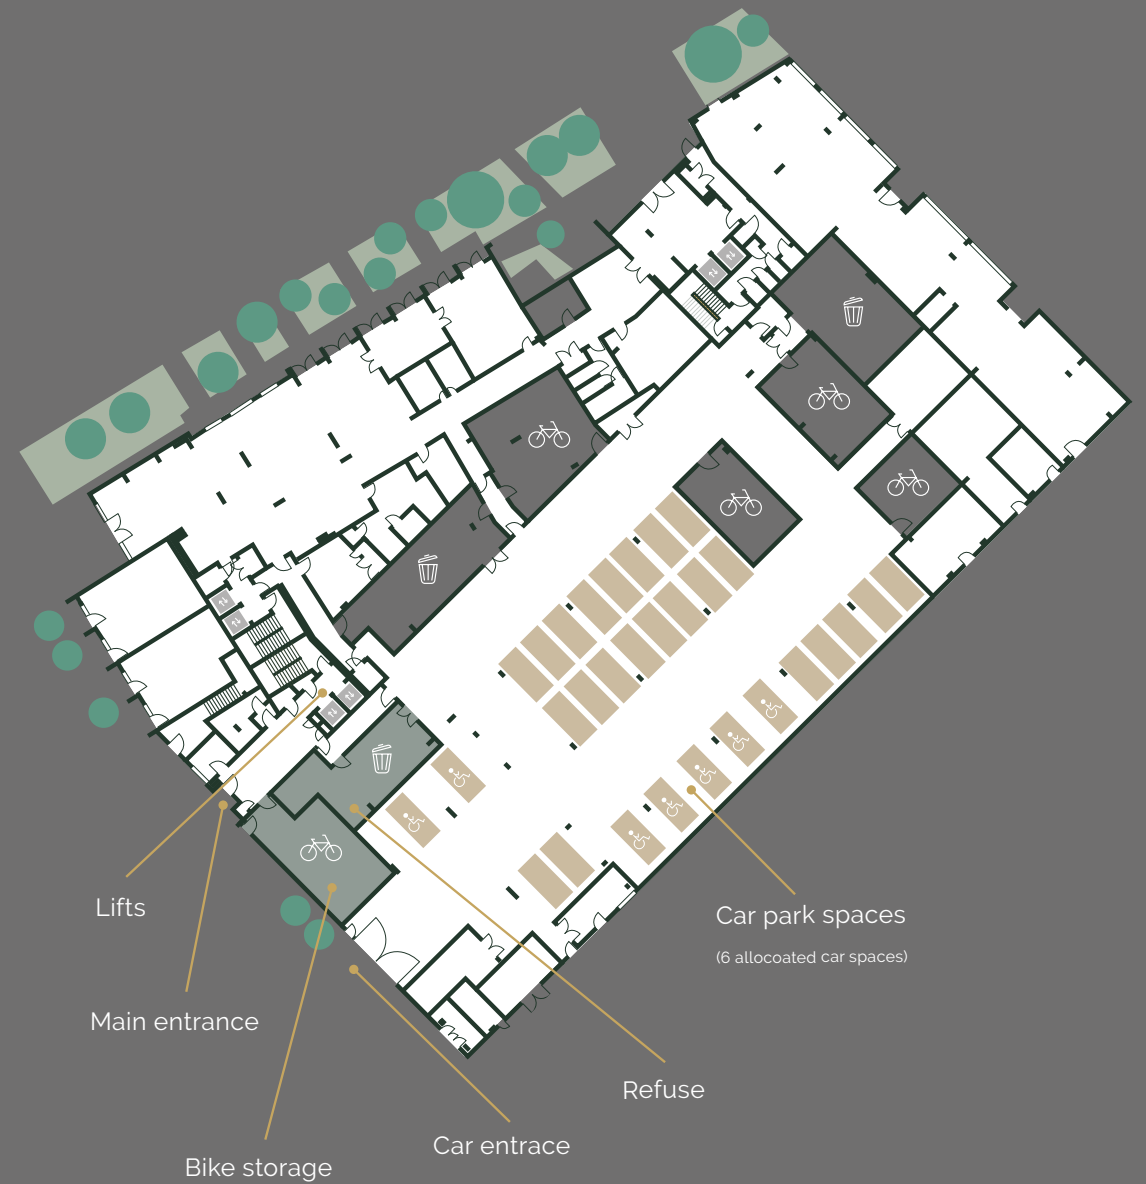 Lifts
Car park spaces
(6 allocoated car spaces)
Main entrance
Refuse
Car entrace
Bike storage